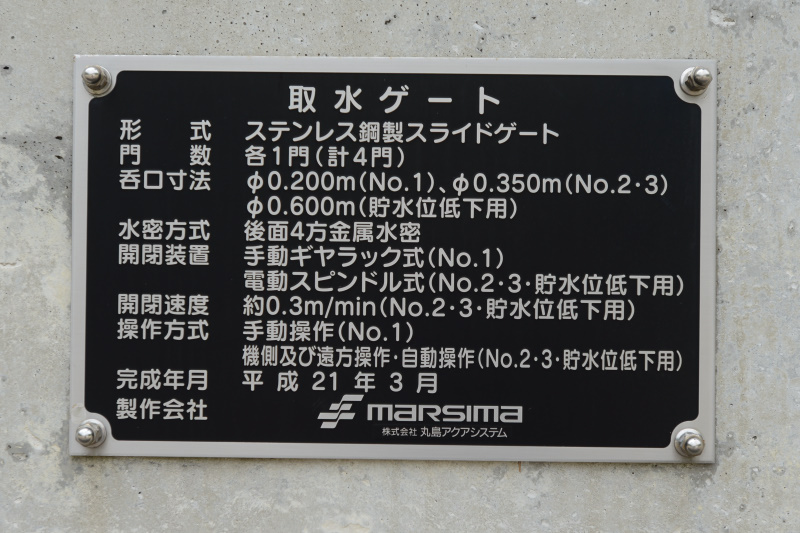 取水ゲート
形　式　ステンレス鋼製スライドゲート
門　数　各1門(計4門)
呑口寸法　φ0.200m(No.1)、φ0.350m(No.2・3)
φ0.600m(貯水位低下用)
水密方式　後面4方金属水密
開閉装置　手動ギヤラック式(No.1)
電動スピンドル式(No.2・3・貯水位低下用)
開閉速度　約0.3m/min(No.2・3・貯水位低下用)
操作方式　手動操作(No.1)
機側及び遠方操作・自動操作(No.2・3・貯水位低下用)
完成年月　平成21年3月
製作会社　marsima
株式会社 丸島アクアシステム